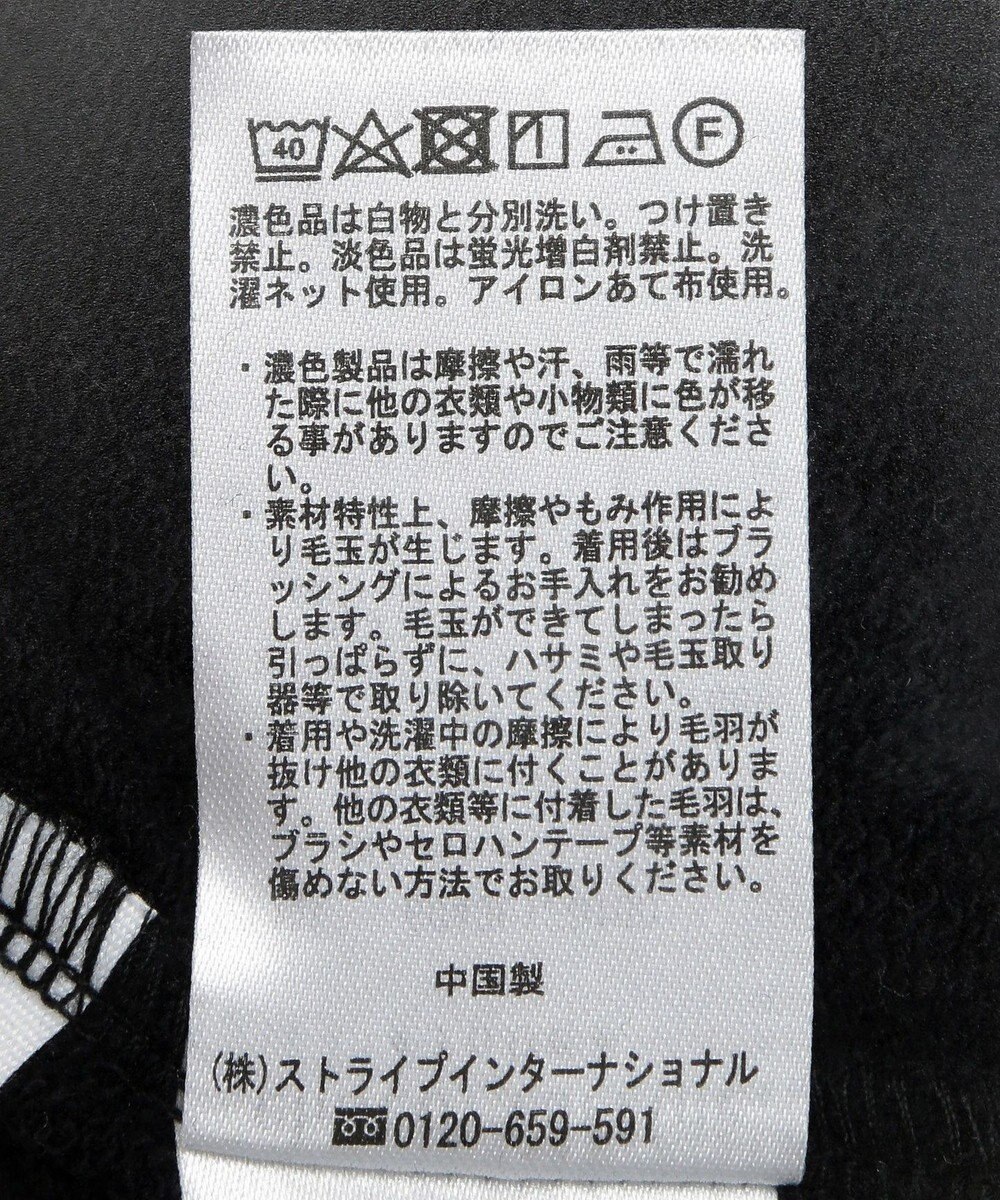 40 F
濃色品は白物と分別洗い。つけ置き
禁止。淡色品は蛍光増白剤禁止。洗
濯ネット使用。アイロンあて布使用。
・濃色製品は摩擦や汗、雨等で濡れ
た際に他の衣類や小物類に色が移
る事がありますのでご注意くださ
い。
・素材特性上、摩擦やもみ作用によ
り毛玉が生じます。着用後はブラ
ッシングによるお手入れをお勧め
します。毛玉ができてしまったら
引っぱらずに、ハサミや毛玉取り
器等で取り除いてください。
・着用や洗濯中の摩擦により毛羽が
抜け他の衣類に付くことがありま
す。他の衣類等に付着した毛羽は、
ブラシやセロハンテープ等素材を
傷めない方法でお取りください。
中国製
(株)ストライプインターナショナル
0120-659-591